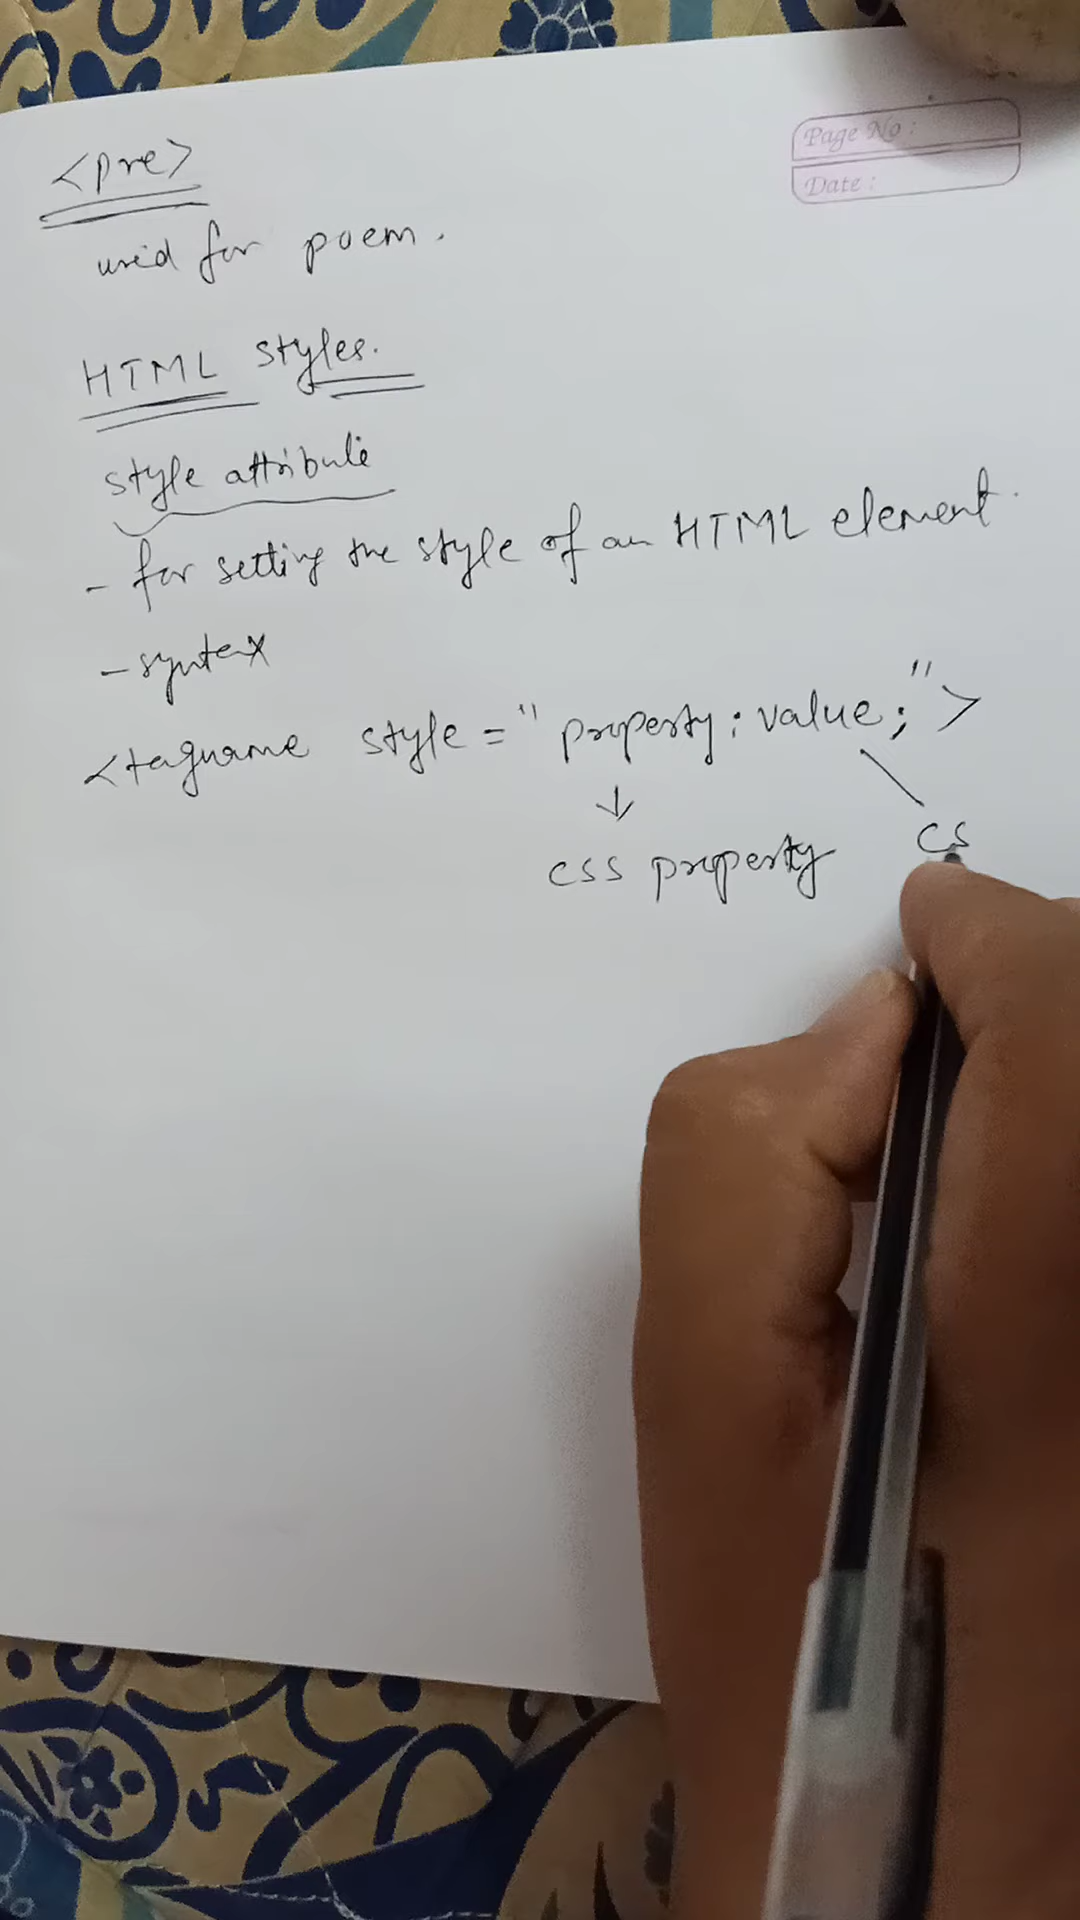 Page No :
Date :
<pre>
used for poem.
HTML styles.
style attribute
- for setting the style of an HTML element.
- syntax
<tagname style = "property : value ; ">
↓
css property cs